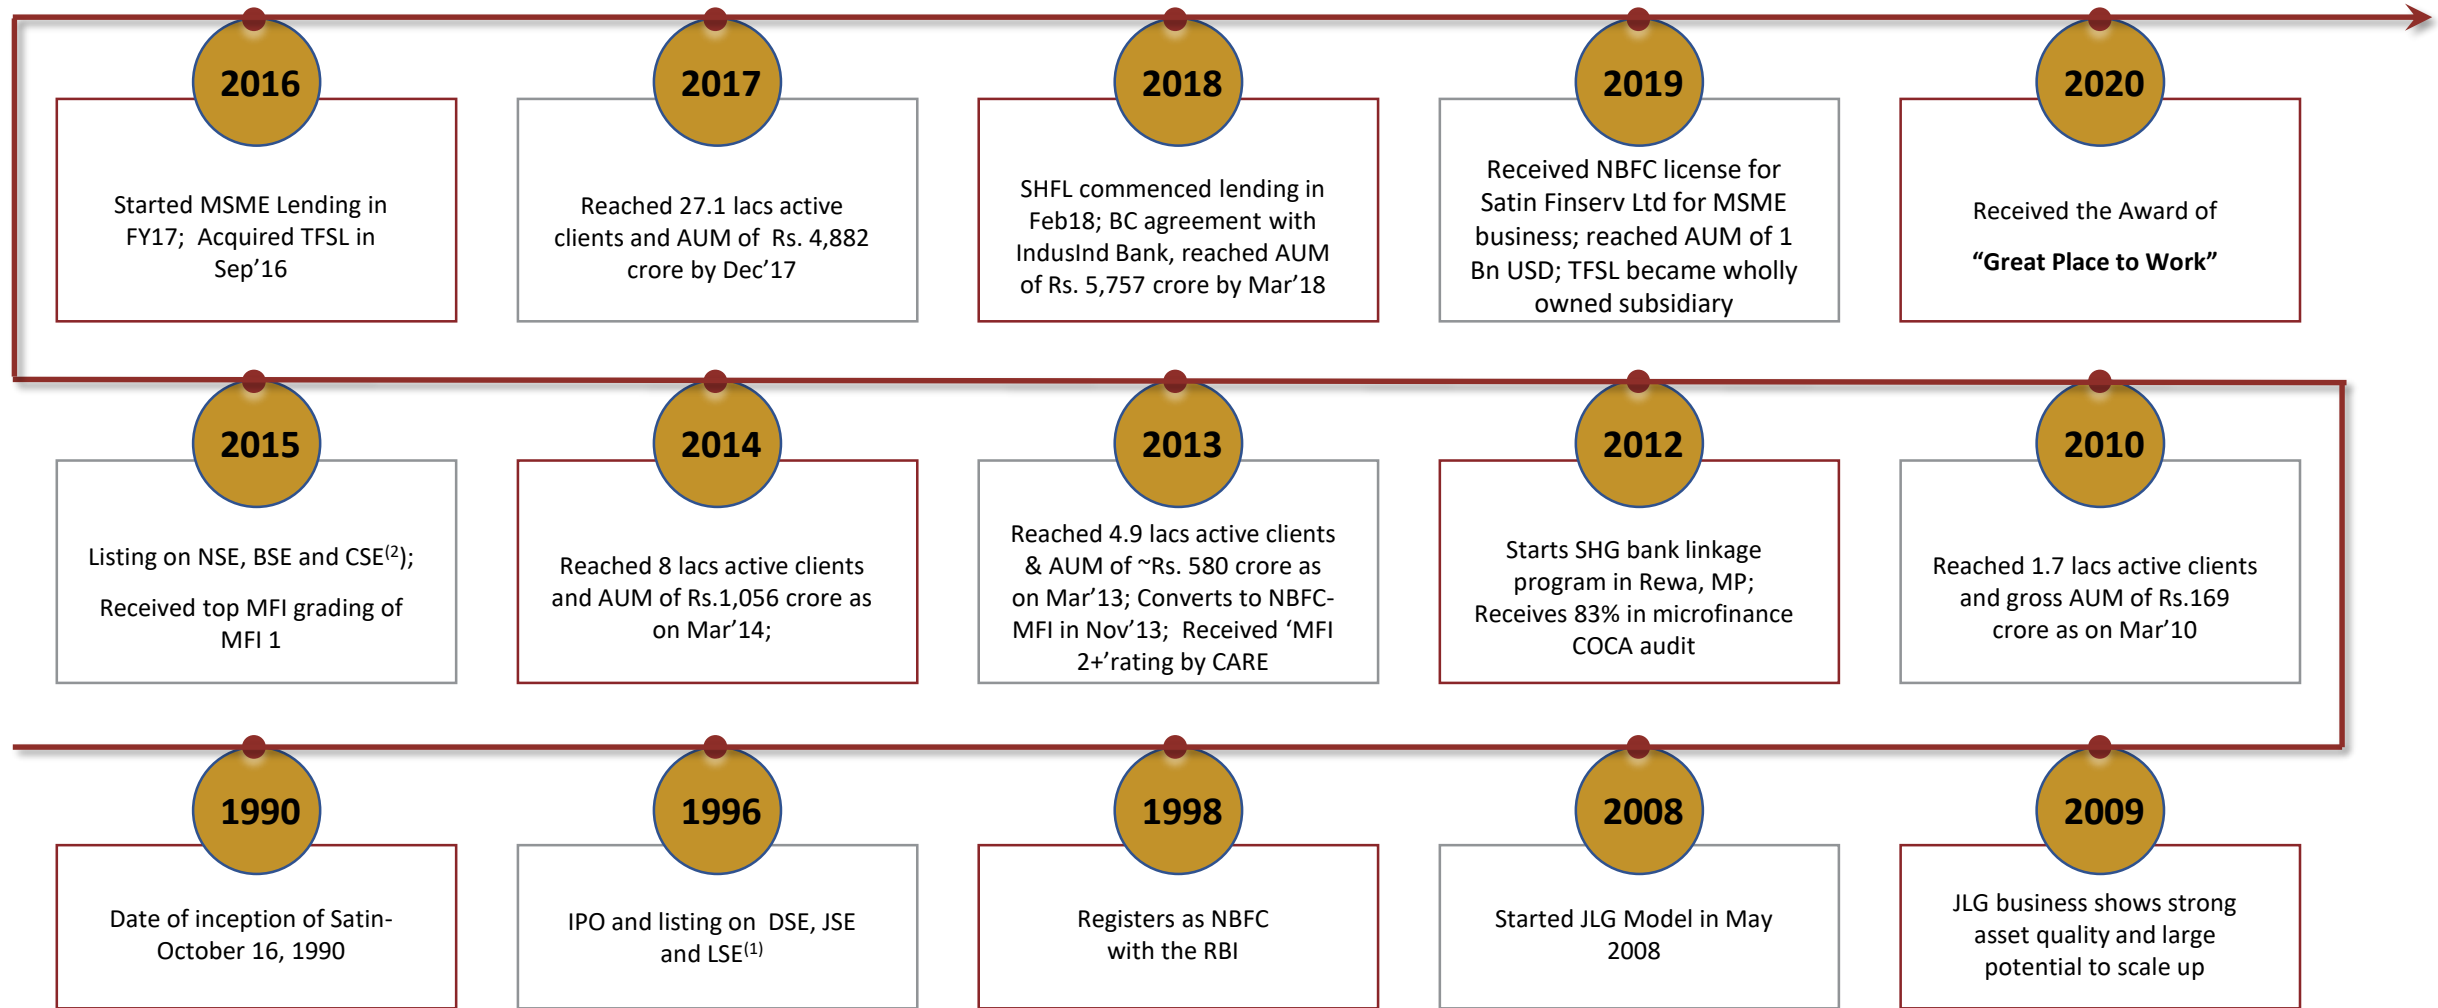 2016
Started MSME Lending in
FY17;  Acquired TFSL in
Sep’16
2017
Reached 27.1 lacs active
clients and AUM of  Rs. 4,882
crore by Dec’17
2018
SHFL commenced lending in
Feb18; BC agreement with
IndusInd Bank, reached AUM
of Rs. 5,757 crore by Mar’18
2019
Received NBFC license for
Satin Finserv Ltd for MSME
business; reached AUM of 1
Bn USD; TFSL became wholly
owned subsidiary
2020
Received the Award of
“Great Place to Work”
2015
Listing on NSE, BSE and CSE(2);
Received top MFI grading of
MFI 1
2014
Reached 8 lacs active clients
and AUM of Rs.1,056 crore as
on Mar’14;
2013
Reached 4.9 lacs active clients
& AUM of ~Rs. 580 crore as
on Mar’13; Converts to NBFC-
MFI in Nov’13;  Received ‘MFI
2+’rating by CARE
2012
Starts SHG bank linkage
program in Rewa, MP;
Receives 83% in microfinance
COCA audit
2010
Reached 1.7 lacs active clients
and gross AUM of Rs.169
crore as on Mar’10
1990
Date of inception of Satin-
October 16, 1990
1996
IPO and listing on  DSE, JSE
and LSE(1)
1998
Registers as NBFC
with the RBI
2008
Started JLG Model in May
2008
2009
JLG business shows strong
asset quality and large
potential to scale up